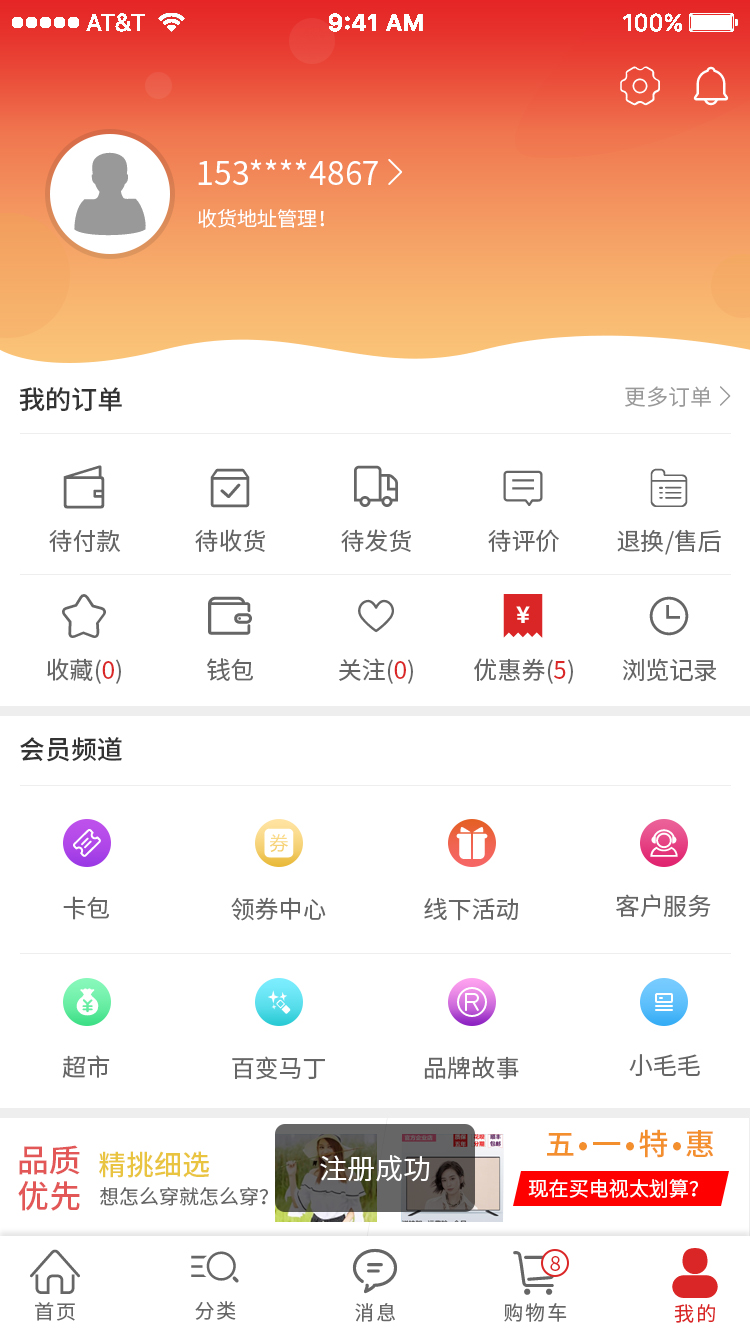 AT&T 9:41 AM 100%
153****4867
收货地址管理!
我的订单 更多订单
待付款 待收货 待发货 待评价 退换/售后
¥
收藏(0) 钱包 关注(0) 优惠券(5) 浏览记录
会员频道
券
卡包 领券中心 线下活动 客户服务
¥ R
超市 百变马丁 品牌故事 小毛毛
品质 优先
精挑细选
想怎么穿就怎么穿?
注册成功
五•一•特•惠
现在买电视太划算?
8
首页 分类 消息 购物车 我的